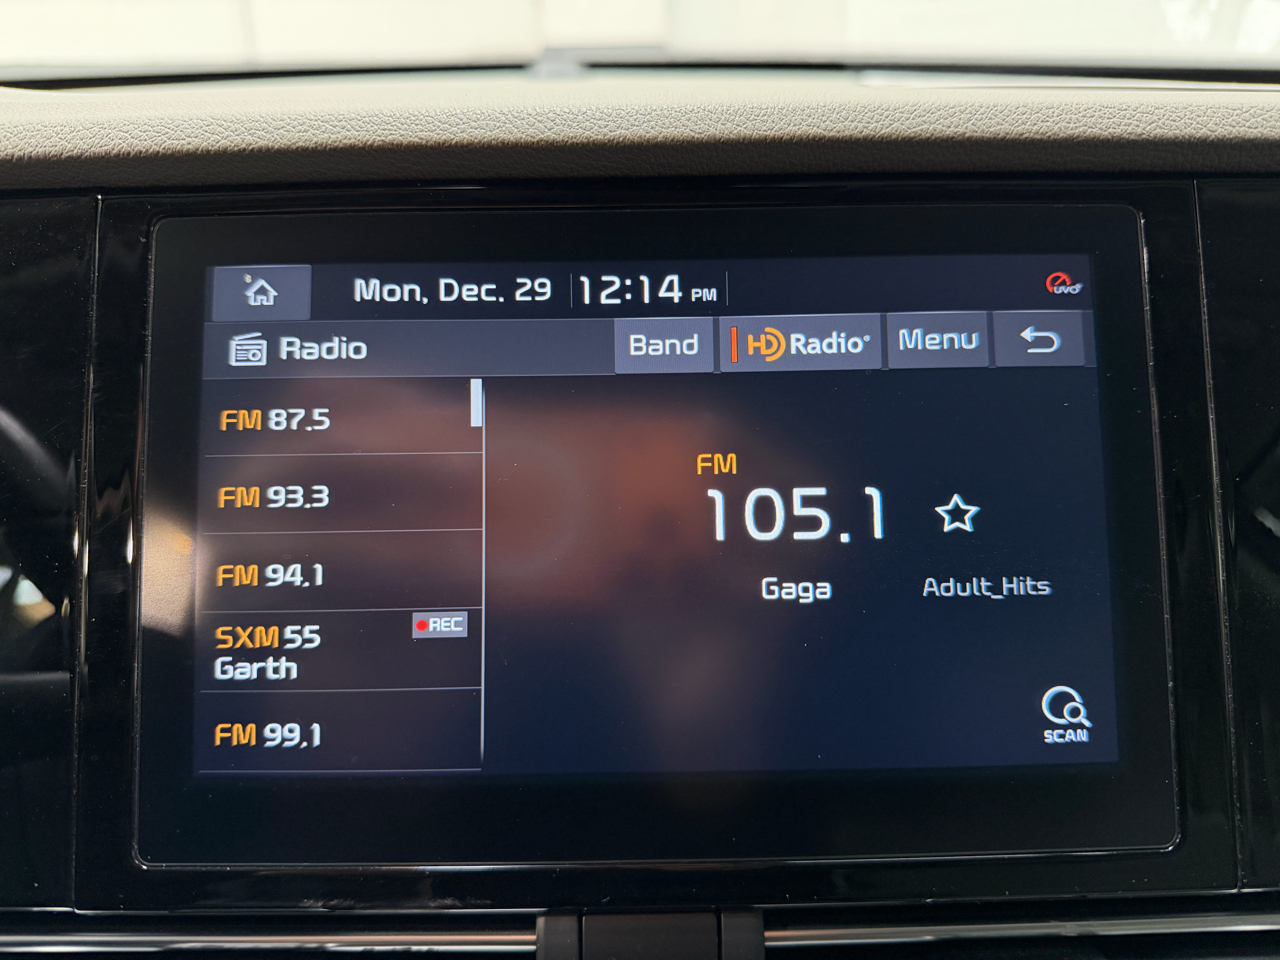 Mon, Dec. 29 12:14 PM
UVO
Radio Band HD Radio® Menu
FM 87.5
FM 93.3
FM 94.1
SXM 55 REC
Garth
FM 99.1
FM
105.1
Gaga Adult_Hits
SCAN